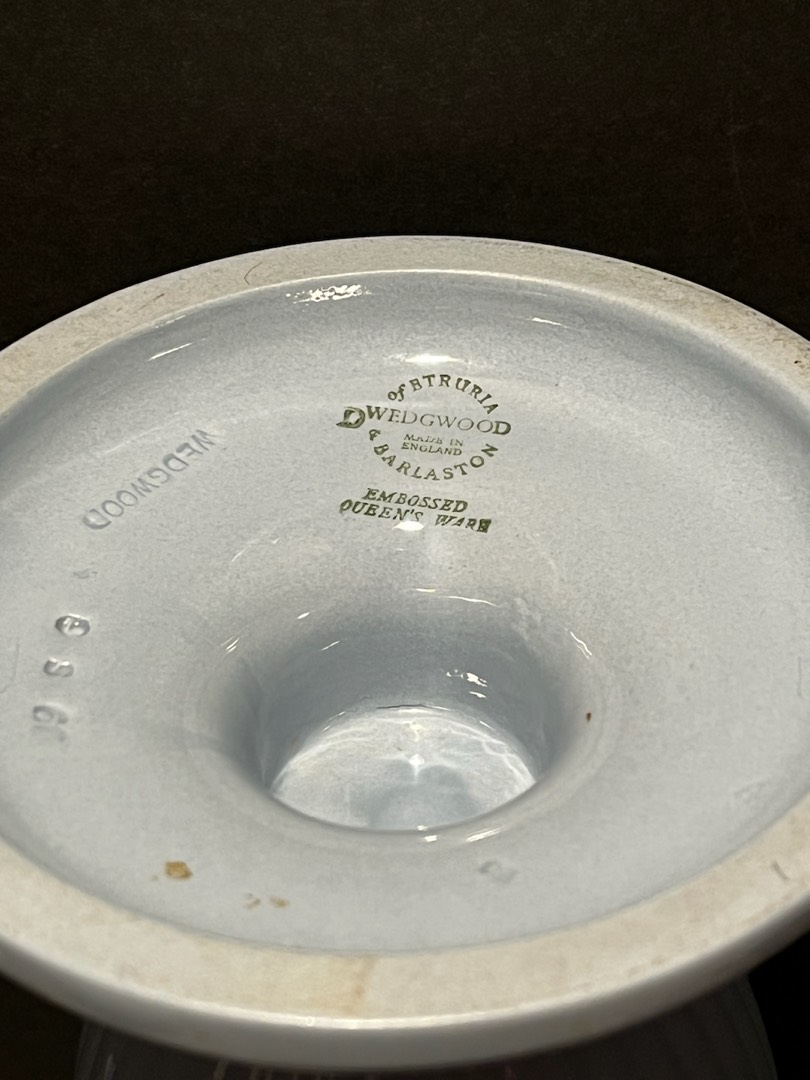 of ETRURIA
WEDGWOOD
MADE IN
ENGLAND
& BARLASTON
EMBOSSED
QUEEN'S WARE
WEDGWOOD